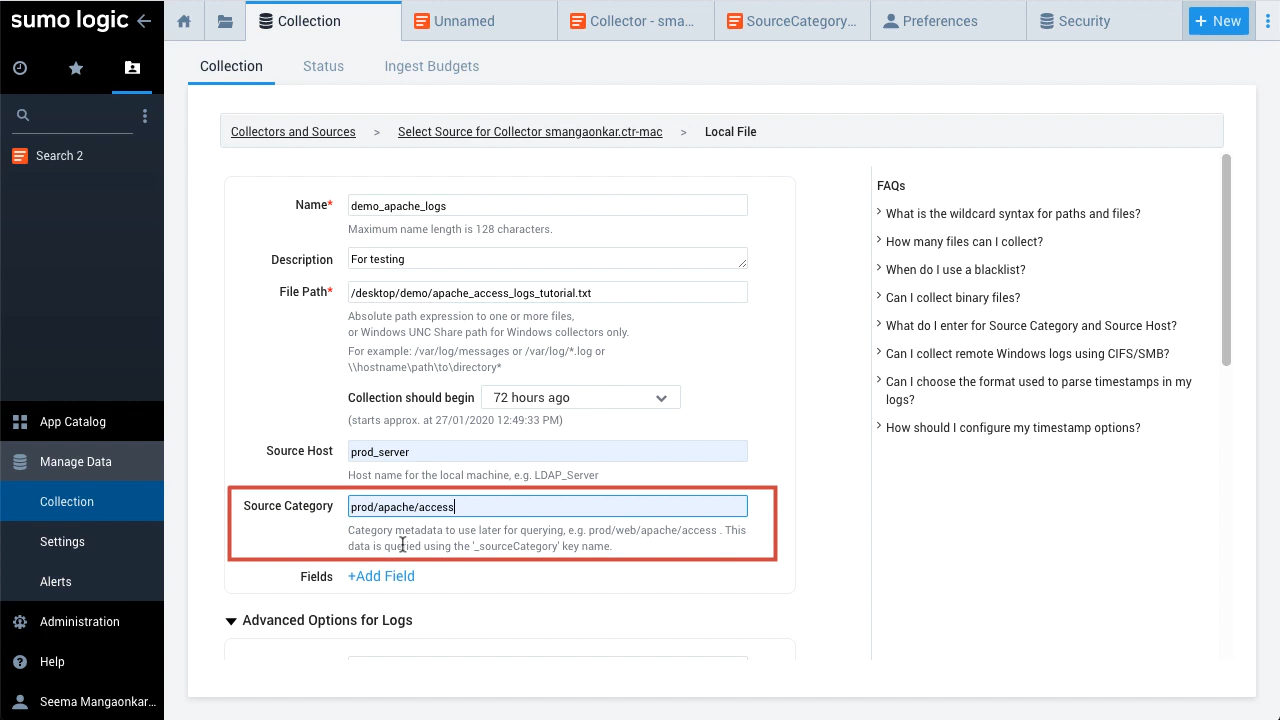 sumo logic
Collection
Unnamed
Collector - sma...
SourceCategory...
Preferences
Security
+ New
Search 2
App Catalog
Manage Data
Collection
Settings
Alerts
Administration
Help
Seema Mangaonkar...
Collection Status Ingest Budgets
Collectors and Sources > Select Source for Collector smangaonkar.ctr-mac > Local File
Name* demo_apache_logs
Maximum name length is 128 characters.
Description For testing
File Path* /desktop/demo/apache_access_logs_tutorial.txt
Absolute path expression to one or more files,
or Windows UNC Share path for Windows collectors only.
For example: /var/log/messages or /var/log/*.log or
\\hostname\path\to\directory*
Collection should begin 72 hours ago
(starts approx. at 27/01/2020 12:49:33 PM)
Source Host prod_server
Host name for the local machine, e.g. LDAP_Server
Source Category prod/apache/access
Category metadata to use later for querying, e.g. prod/web/apache/access . This
data is queried using the '_sourceCategory' key name.
Fields +Add Field
Advanced Options for Logs
FAQs
What is the wildcard syntax for paths and files?
How many files can I collect?
When do I use a blacklist?
Can I collect binary files?
What do I enter for Source Category and Source Host?
Can I collect remote Windows logs using CIFS/SMB?
Can I choose the format used to parse timestamps in my
logs?
How should I configure my timestamp options?